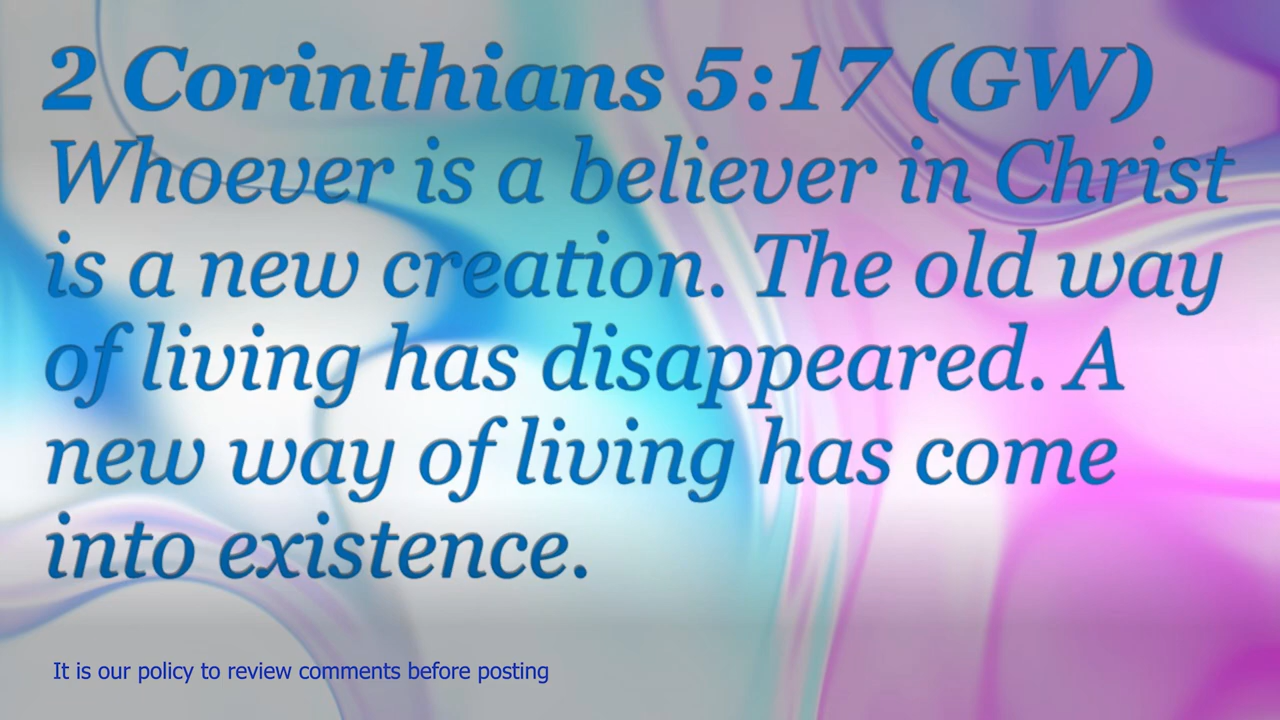 2 Corinthians 5:17 (GW)
Whoever is a believer in Christ
is a new creation. The old way
of living has disappeared. A
new way of living has come
into existence.
It is our policy to review comments before posting